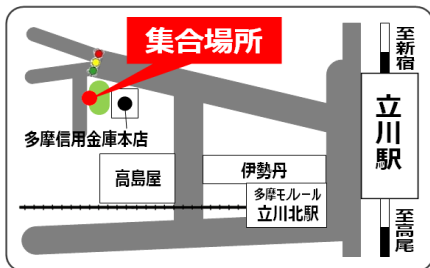 集合場所
至新宿
立川駅
多摩信用金庫本店
伊勢丹
高島屋
多摩モノレール
立川北駅
至高尾